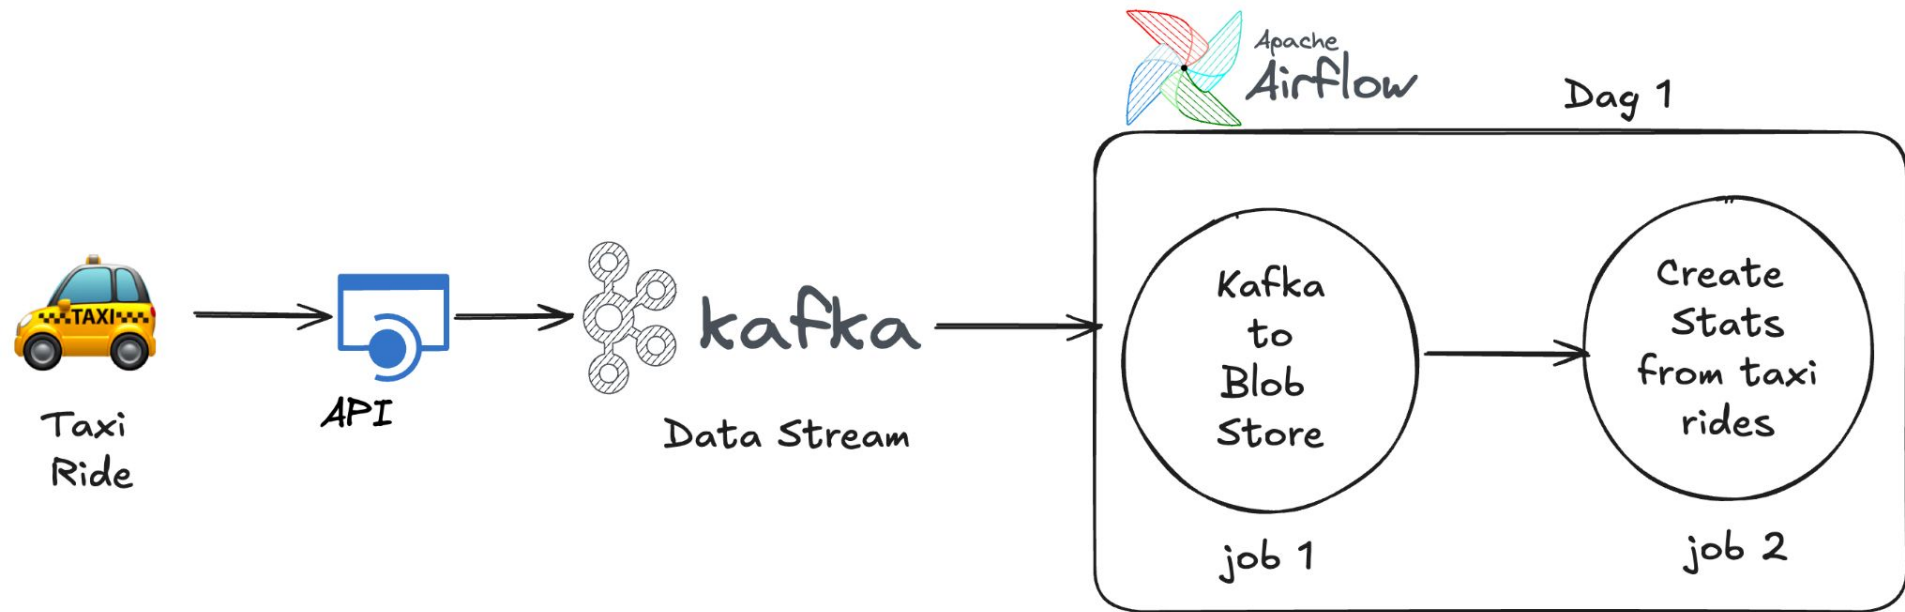 TAXI
Taxi
Ride
API
kafka
Data Stream
Apache
Airflow
Dag 1
Kafka
to
Blob
Store
job 1
Create
Stats
from taxi
rides
job 2